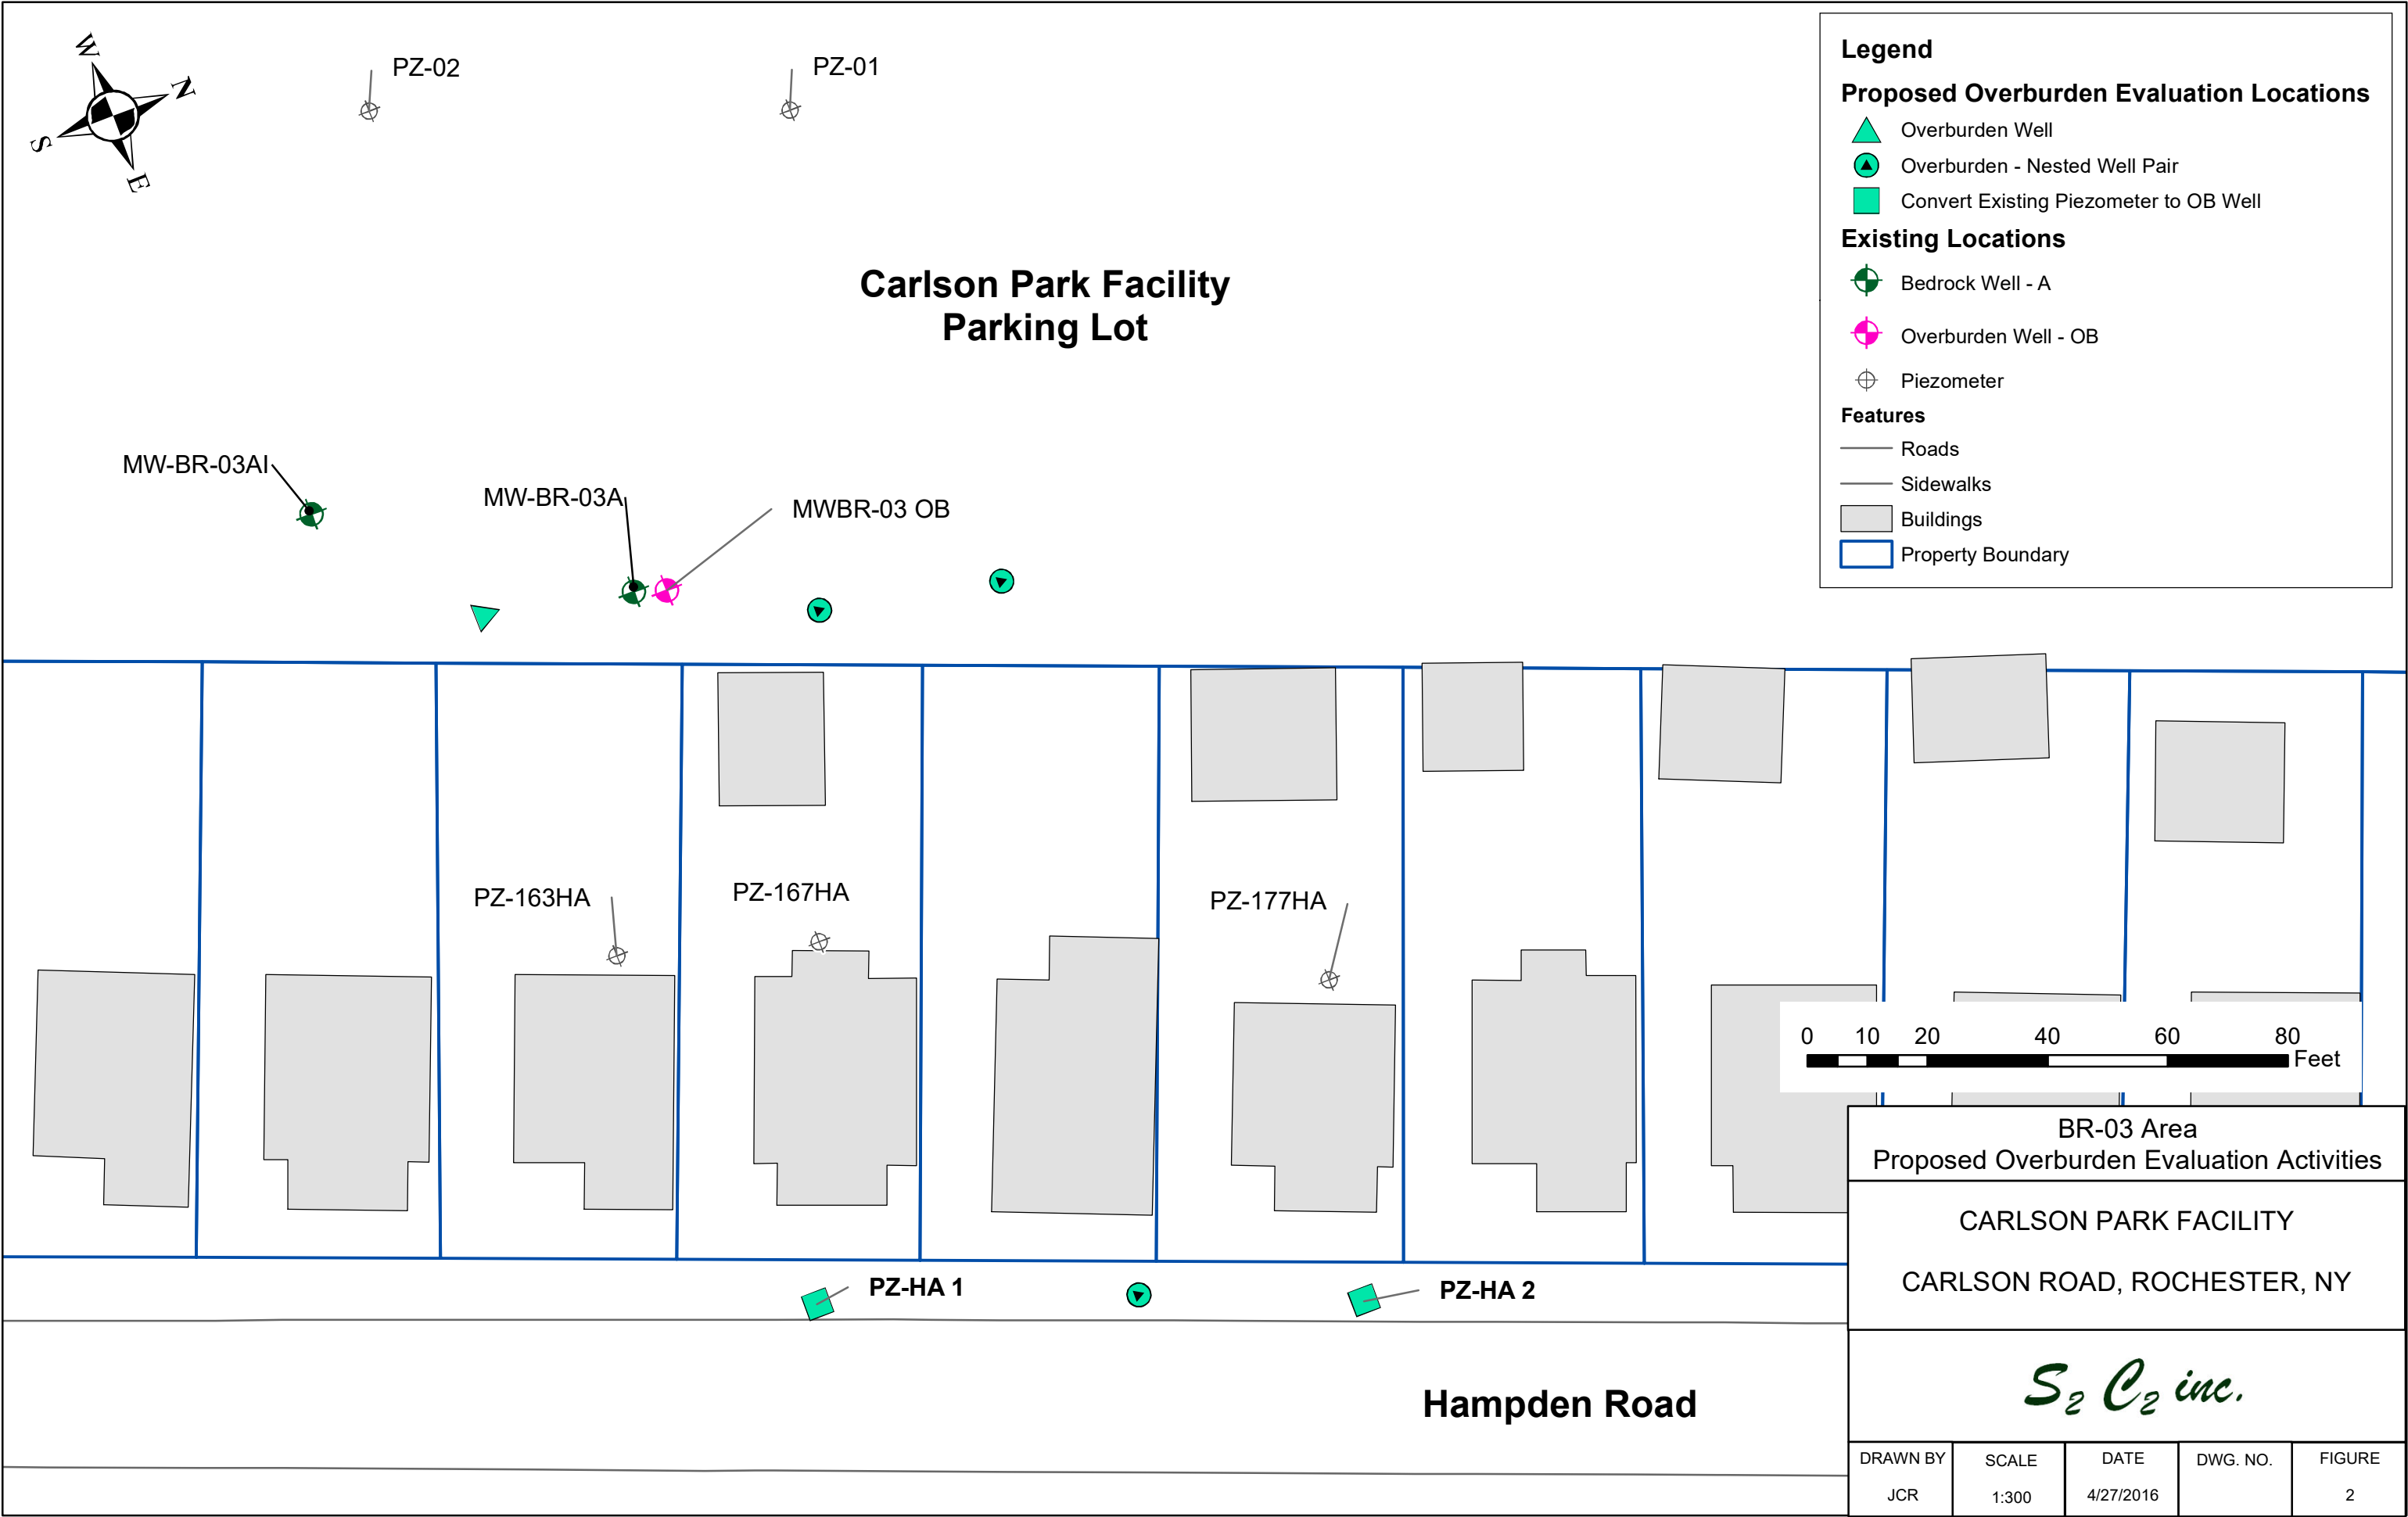 W
N
S
E
PZ-02
PZ-01
Carlson Park Facility
Parking Lot
MW-BR-03AI
MW-BR-03A
MWBR-03 OB
Legend
Proposed Overburden Evaluation Locations
Overburden Well
Overburden - Nested Well Pair
Convert Existing Piezometer to OB Well
Existing Locations
Bedrock Well - A
Overburden Well - OB
Piezometer
Features
Roads
Sidewalks
Buildings
Property Boundary
PZ-163HA
PZ-167HA
PZ-177HA
0 10 20 40 60 80
Feet
PZ-HA 1
PZ-HA 2
Hampden Road
BR-03 Area
Proposed Overburden Evaluation Activities
CARLSON PARK FACILITY
CARLSON ROAD, ROCHESTER, NY
S2 C2 inc.
DRAWN BY SCALE DATE DWG. NO. FIGURE
JCR 1:300 4/27/2016 2